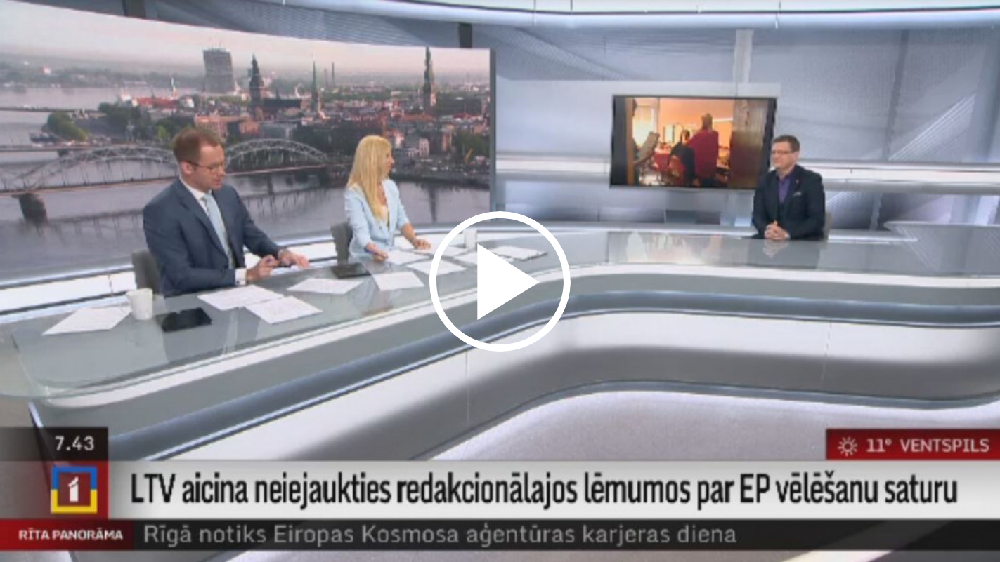 7.43
11° VENTSPILS
1
LTV aicina neiejaukties redakcionālajos lēmumos par EP vēlēšanu saturu
RĪTA PANORĀMA
Rīgā notiks Eiropas Kosmosa aģentūras karjeras diena